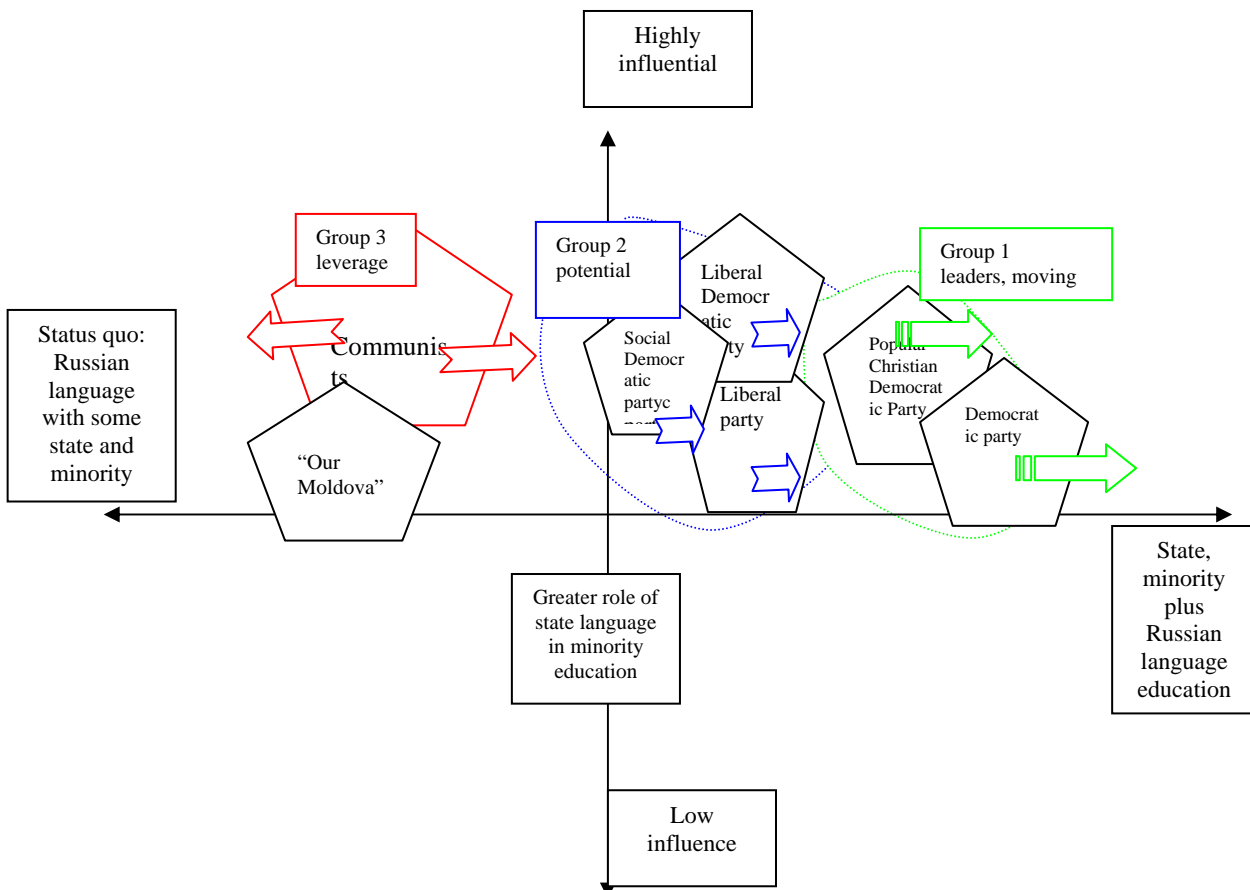 Highly
influential
Group 3
leverage
Group 2
potential
Group 1
leaders, moving
Status quo:
Russian
language
with some
state and
minority
Communis
ts
"Our
Moldova"
Social
Democr
atic
partyc
Liberal
Democr
atic
Liberal
party
Popular
Christian
Democrat
ic Party
Democrat
ic party
Greater role of
state language
in minority
education
State,
minority
plus
Russian
language
education
Low
influence